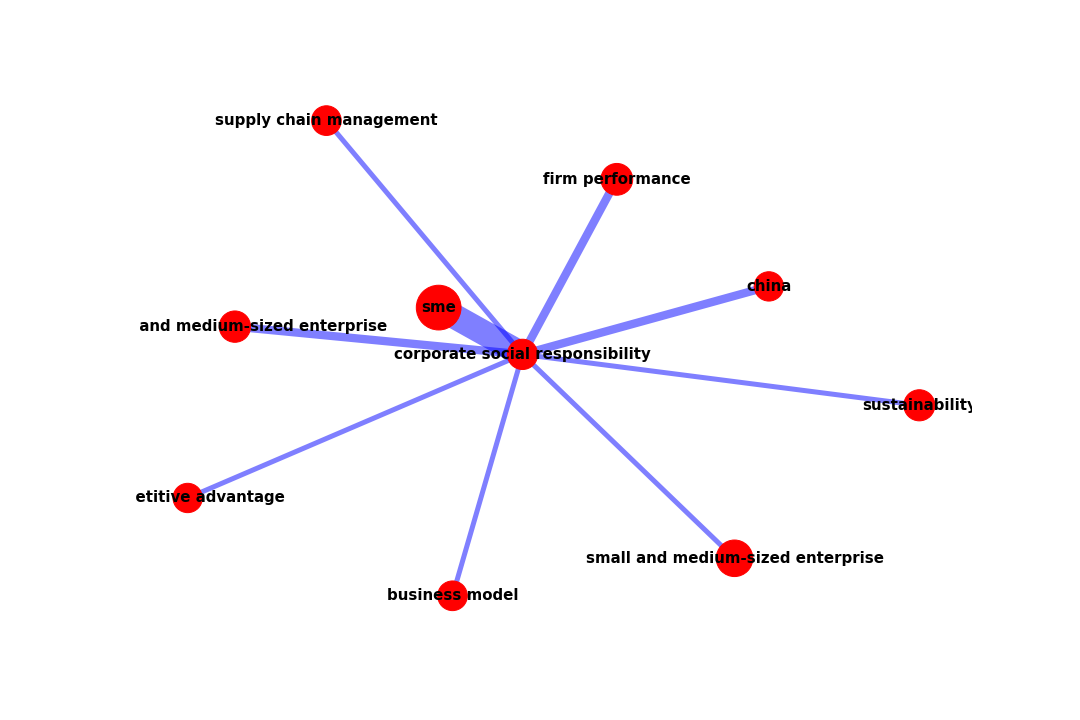 supply chain management
firm performance
china
sme
and medium-sized enterprise
corporate social responsibility
sustainability
etitive advantage
small and medium-sized enterprise
business model